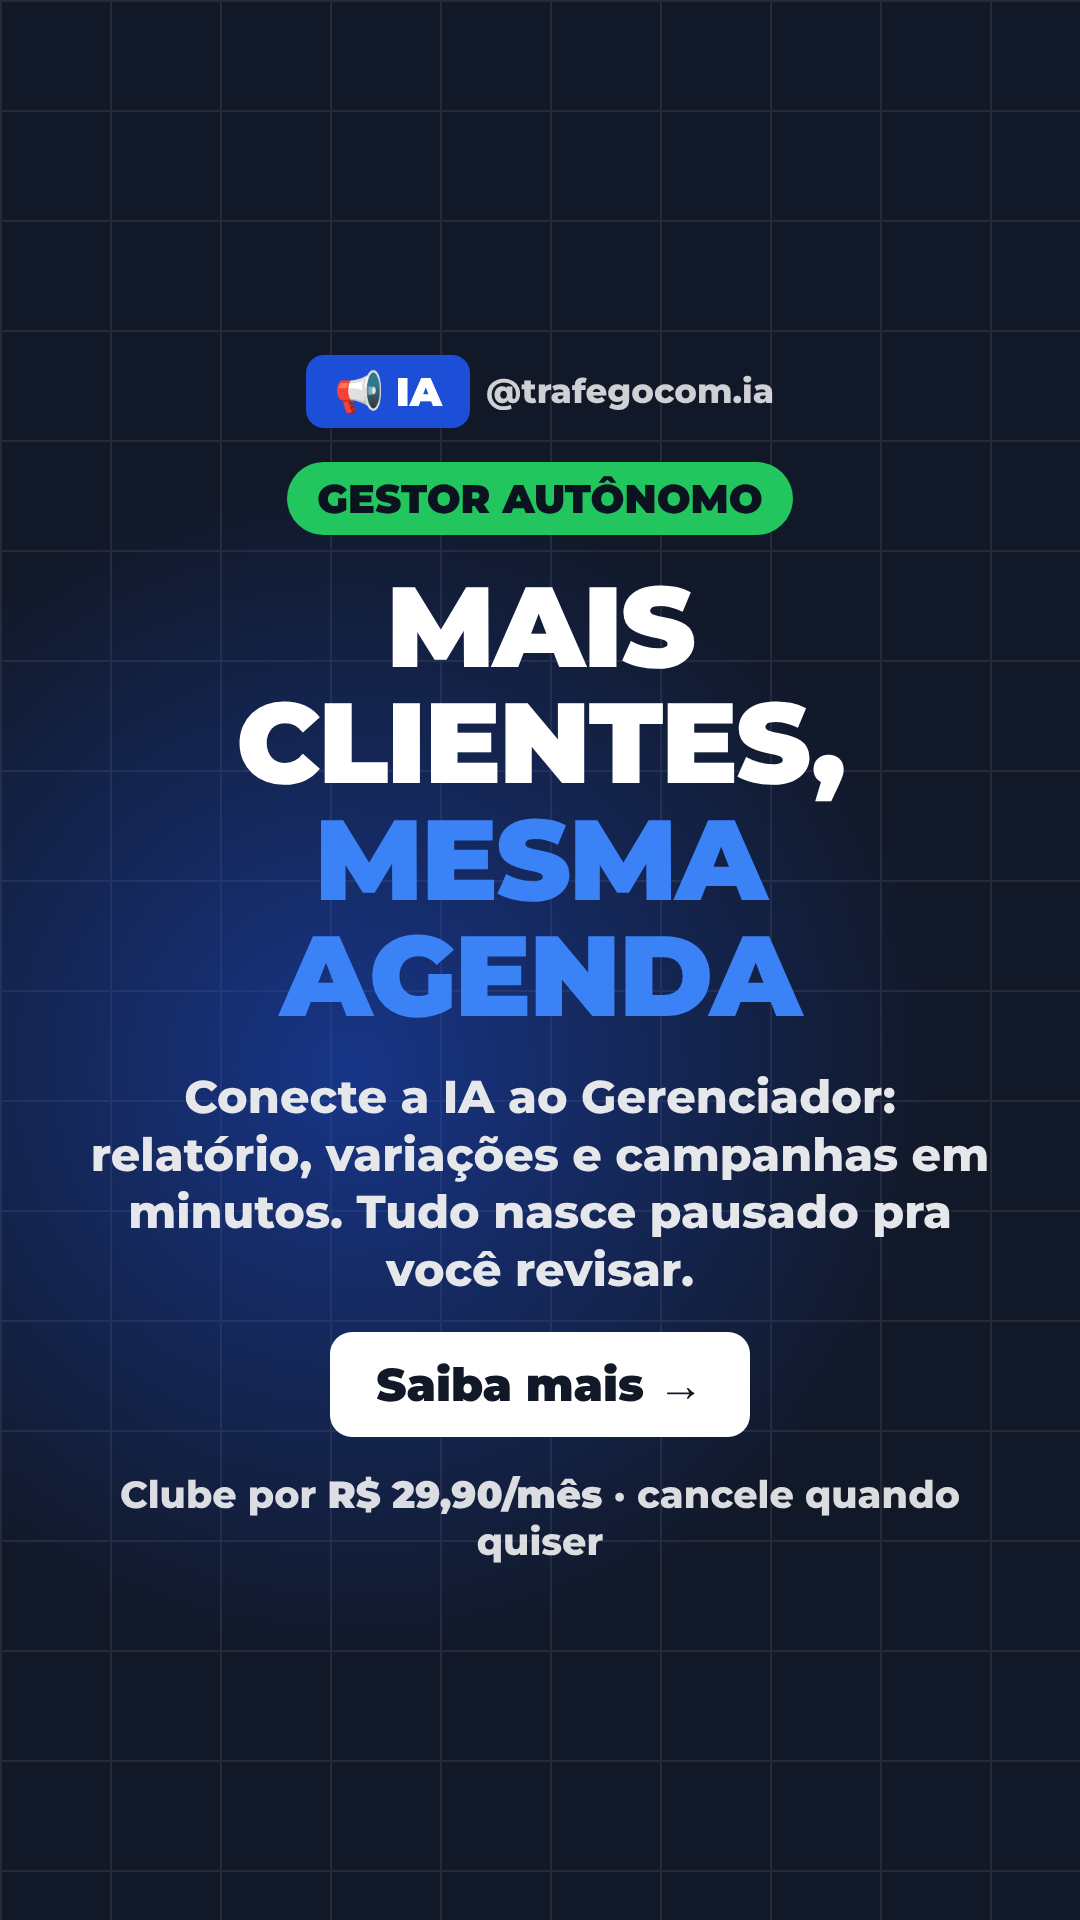 📢 IA @trafegocom.ia
GESTOR AUTÔNOMO
MAIS
CLIENTES,
MESMA
AGENDA
Conecte a IA ao Gerenciador:
relatório, variações e campanhas em
minutos. Tudo nasce pausado pra
você revisar.
Saiba mais →
Clube por R$ 29,90/mês · cancele quando
quiser